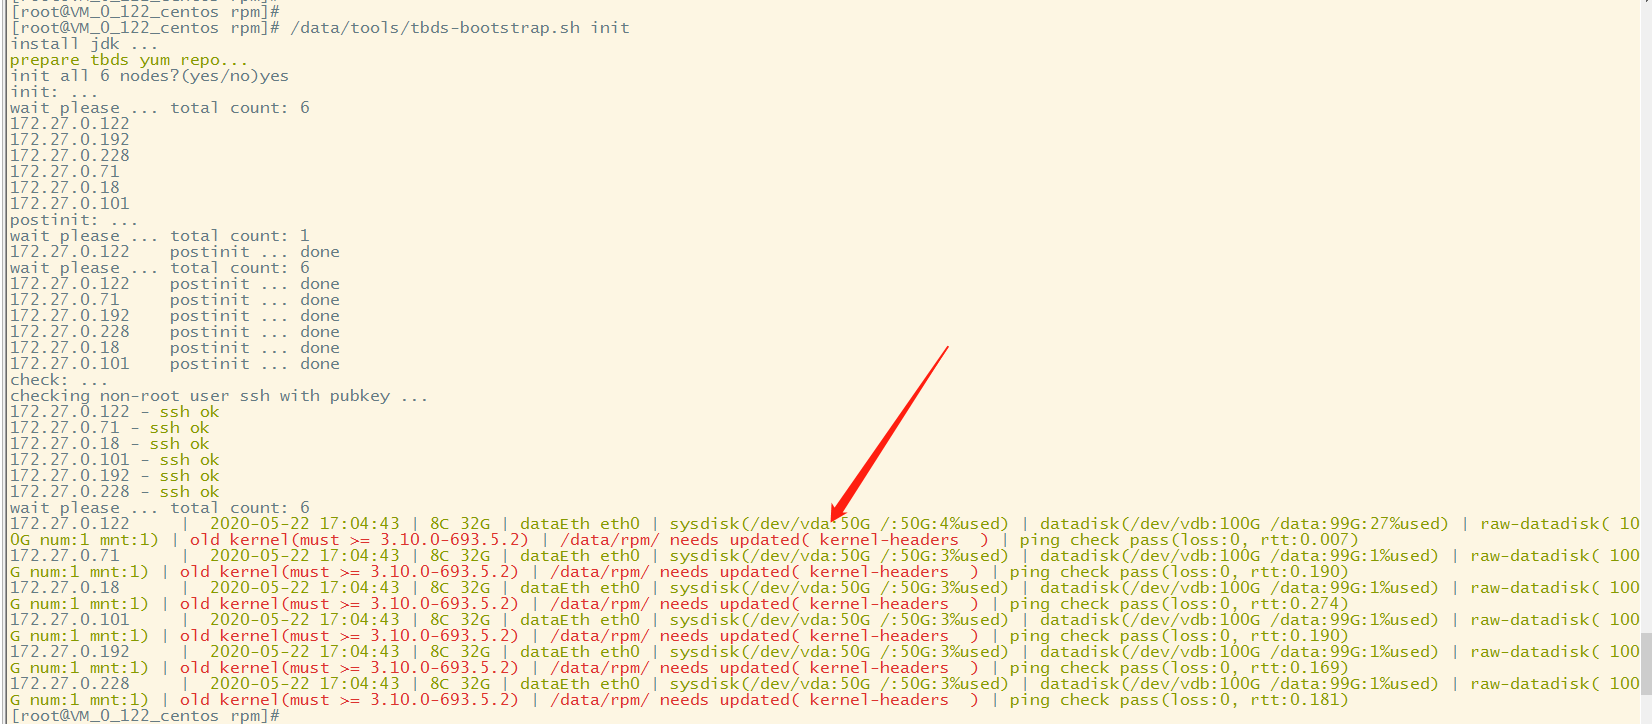 [root@VM_0_122_centos rpm]#
[root@VM_0_122_centos rpm]# /data/tools/tbds-bootstrap.sh init
install jdk ...
prepare tbds yum repo...
init all 6 nodes?(yes/no)yes
init: ...
wait please ... total count: 6
172.27.0.122
172.27.0.192
172.27.0.228
172.27.0.71
172.27.0.18
172.27.0.101
postinit: ...
wait please ... total count: 1
172.27.0.122    postinit ... done
wait please ... total count: 6
172.27.0.122    postinit ... done
172.27.0.71     postinit ... done
172.27.0.192    postinit ... done
172.27.0.228    postinit ... done
172.27.0.18     postinit ... done
172.27.0.101    postinit ... done
check: ...
checking non-root user ssh with pubkey ...
172.27.0.122 - ssh ok
172.27.0.71 - ssh ok
172.27.0.18 - ssh ok
172.27.0.101 - ssh ok
172.27.0.192 - ssh ok
172.27.0.228 - ssh ok
wait please ... total count: 6
172.27.0.122     |  2020-05-22 17:04:43 | 8C 32G | dataEth eth0 | sysdisk(/dev/vda:50G /:50G:4%used) | datadisk(/dev/vdb:100G /data:99G:27%used) | raw-datadisk( 10
0G num:1 mnt:1) | old kernel(must >= 3.10.0-693.5.2) | /data/rpm/ needs updated( kernel-headers  ) | ping check pass(loss:0, rtt:0.007)
172.27.0.71      |  2020-05-22 17:04:43 | 8C 32G | dataEth eth0 | sysdisk(/dev/vda:50G /:50G:3%used) | datadisk(/dev/vdb:100G /data:99G:1%used) | raw-datadisk( 100
G num:1 mnt:1) | old kernel(must >= 3.10.0-693.5.2) | /data/rpm/ needs updated( kernel-headers  ) | ping check pass(loss:0, rtt:0.190)
172.27.0.18      |  2020-05-22 17:04:43 | 8C 32G | dataEth eth0 | sysdisk(/dev/vda:50G /:50G:3%used) | datadisk(/dev/vdb:100G /data:99G:1%used) | raw-datadisk( 100
G num:1 mnt:1) | old kernel(must >= 3.10.0-693.5.2) | /data/rpm/ needs updated( kernel-headers  ) | ping check pass(loss:0, rtt:0.274)
172.27.0.101     |  2020-05-22 17:04:43 | 8C 32G | dataEth eth0 | sysdisk(/dev/vda:50G /:50G:3%used) | datadisk(/dev/vdb:100G /data:99G:1%used) | raw-datadisk( 100
G num:1 mnt:1) | old kernel(must >= 3.10.0-693.5.2) | /data/rpm/ needs updated( kernel-headers  ) | ping check pass(loss:0, rtt:0.190)
172.27.0.192     |  2020-05-22 17:04:43 | 8C 32G | dataEth eth0 | sysdisk(/dev/vda:50G /:50G:3%used) | datadisk(/dev/vdb:100G /data:99G:1%used) | raw-datadisk( 100
G num:1 mnt:1) | old kernel(must >= 3.10.0-693.5.2) | /data/rpm/ needs updated( kernel-headers  ) | ping check pass(loss:0, rtt:0.169)
172.27.0.228     |  2020-05-22 17:04:43 | 8C 32G | dataEth eth0 | sysdisk(/dev/vda:50G /:50G:3%used) | datadisk(/dev/vdb:100G /data:99G:1%used) | raw-datadisk( 100
G num:1 mnt:1) | old kernel(must >= 3.10.0-693.5.2) | /data/rpm/ needs updated( kernel-headers  ) | ping check pass(loss:0, rtt:0.181)
[root@VM_0_122_centos rpm]#